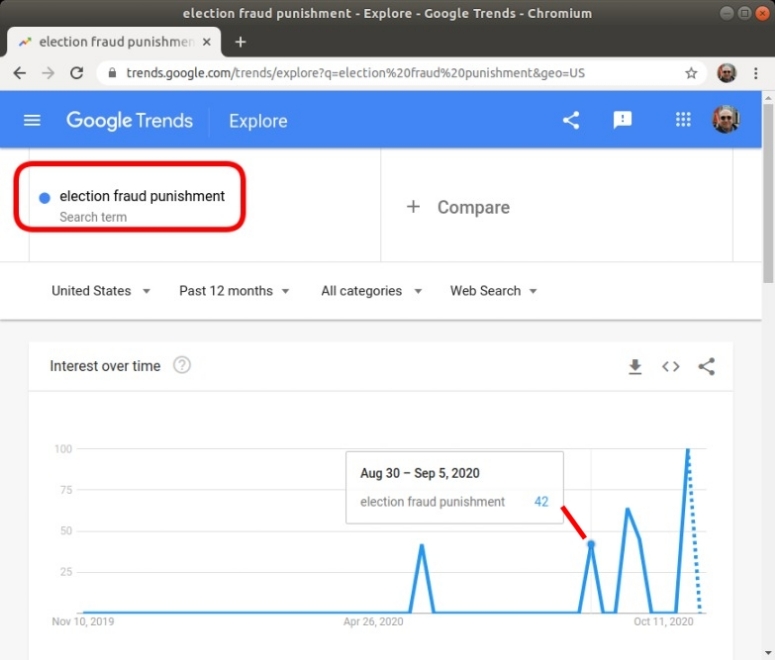 election fraud punishment - Explore - Google Trends - Chromium
election fraud punishmen
trends.google.com/trends/explore?q=election%20fraud%20punishment&geo=US
Google Trends Explore
election fraud punishment
Search term
+ Compare
United States Past 12 months All categories Web Search
Interest over time ?
100
75
50
25
Aug 30 – Sep 5, 2020
election fraud punishment 42
Nov 10, 2019 Apr 26, 2020 Oct 11, 2020